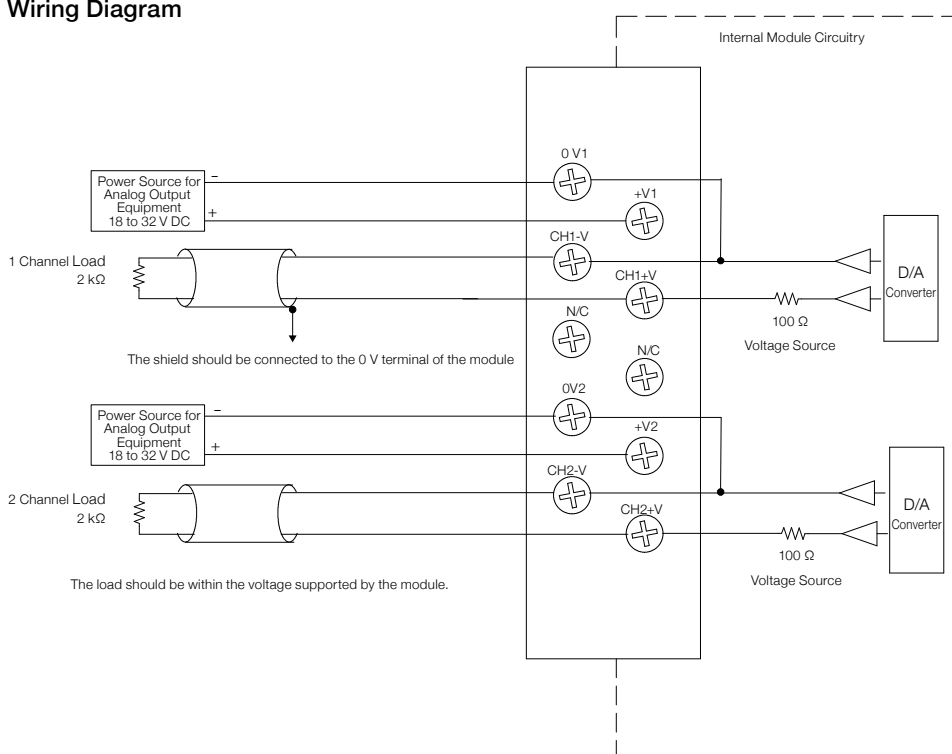 Wiring Diagram
Internal Module Circuitry
0 V1
Power Source for
Analog Output
Equipment
18 to 32 V DC
−
+
+V1
1 Channel Load
2 kΩ
CH1-V
CH1+V
D/A
Converter
100 Ω
Voltage Source
N/C
N/C
The shield should be connected to the 0 V terminal of the module
0V2
Power Source for
Analog Output
Equipment
18 to 32 V DC
−
+
+V2
2 Channel Load
2 kΩ
CH2-V
CH2+V
D/A
Converter
100 Ω
Voltage Source
The load should be within the voltage supported by the module.